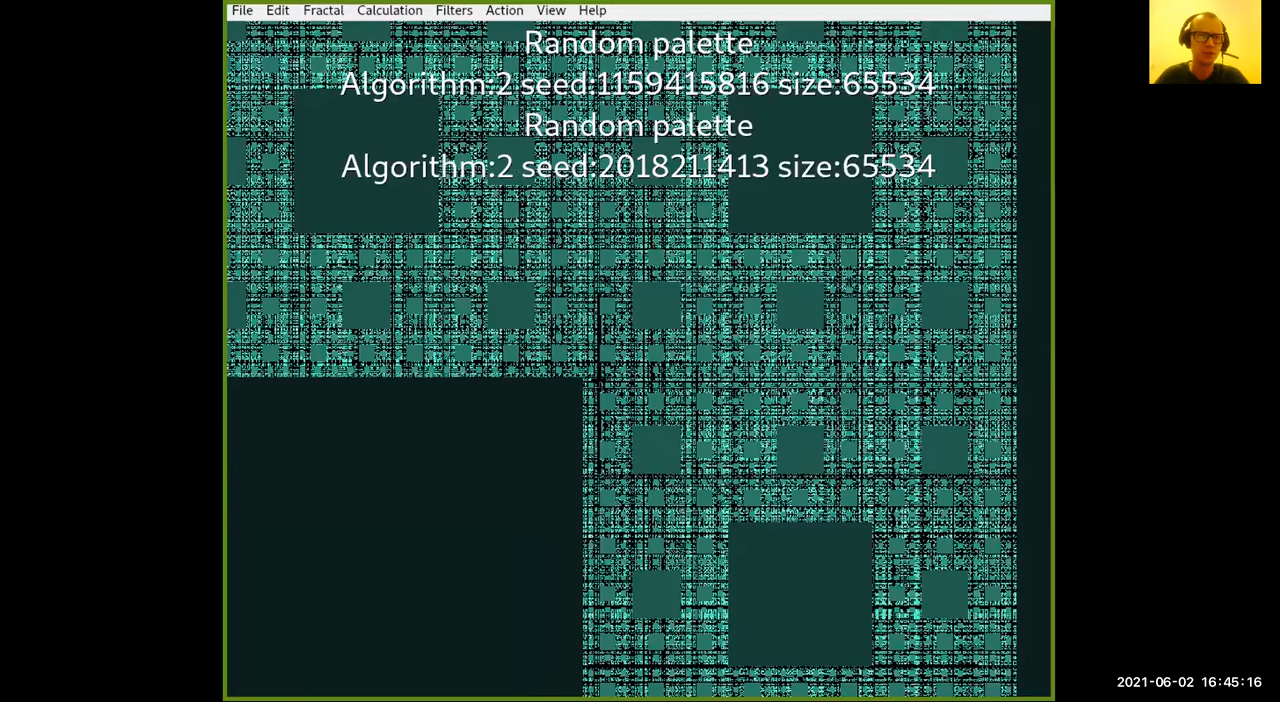 File Edit Fractal Calculation Filters Action View Help
Random palette
Algorithm:2 seed:1159415816 size:65534
Random palette
Algorithm:2 seed:2018211413 size:65534
2021-06-02 16:45:16